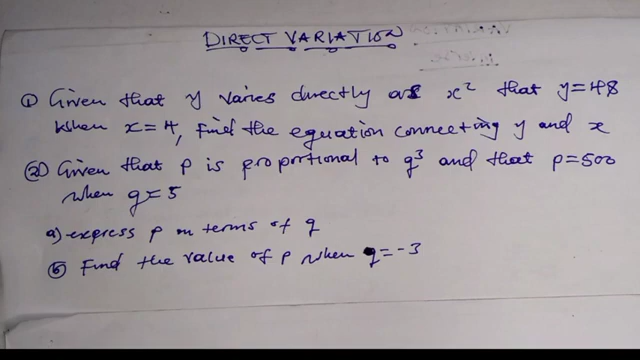 DIRECT VARIATION
① Given that y varies directly as x² that y=48
when x=4, find the equation connecting y and x
② Given that p is proportional to q³ and that p=500
when q=5
a) express p in terms of q
ⓑ Find the value of p when q=-3